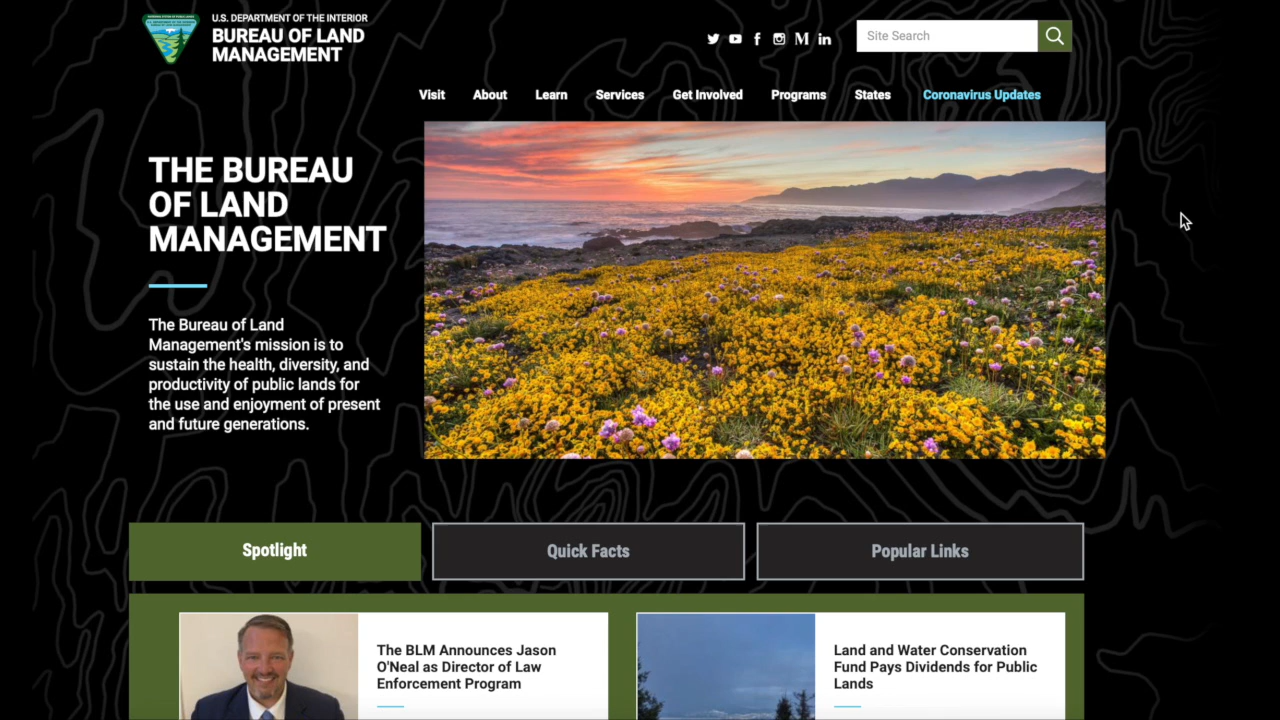 U.S. DEPARTMENT OF THE INTERIOR
BUREAU OF LAND
MANAGEMENT
Site Search
Visit About Learn Services Get Involved Programs States Coronavirus Updates
THE BUREAU
OF LAND
MANAGEMENT
The Bureau of Land
Management's mission is to
sustain the health, diversity, and
productivity of public lands for
the use and enjoyment of present
and future generations.
Spotlight
Quick Facts
Popular Links
The BLM Announces Jason
O'Neal as Director of Law
Enforcement Program
Land and Water Conservation
Fund Pays Dividends for Public
Lands